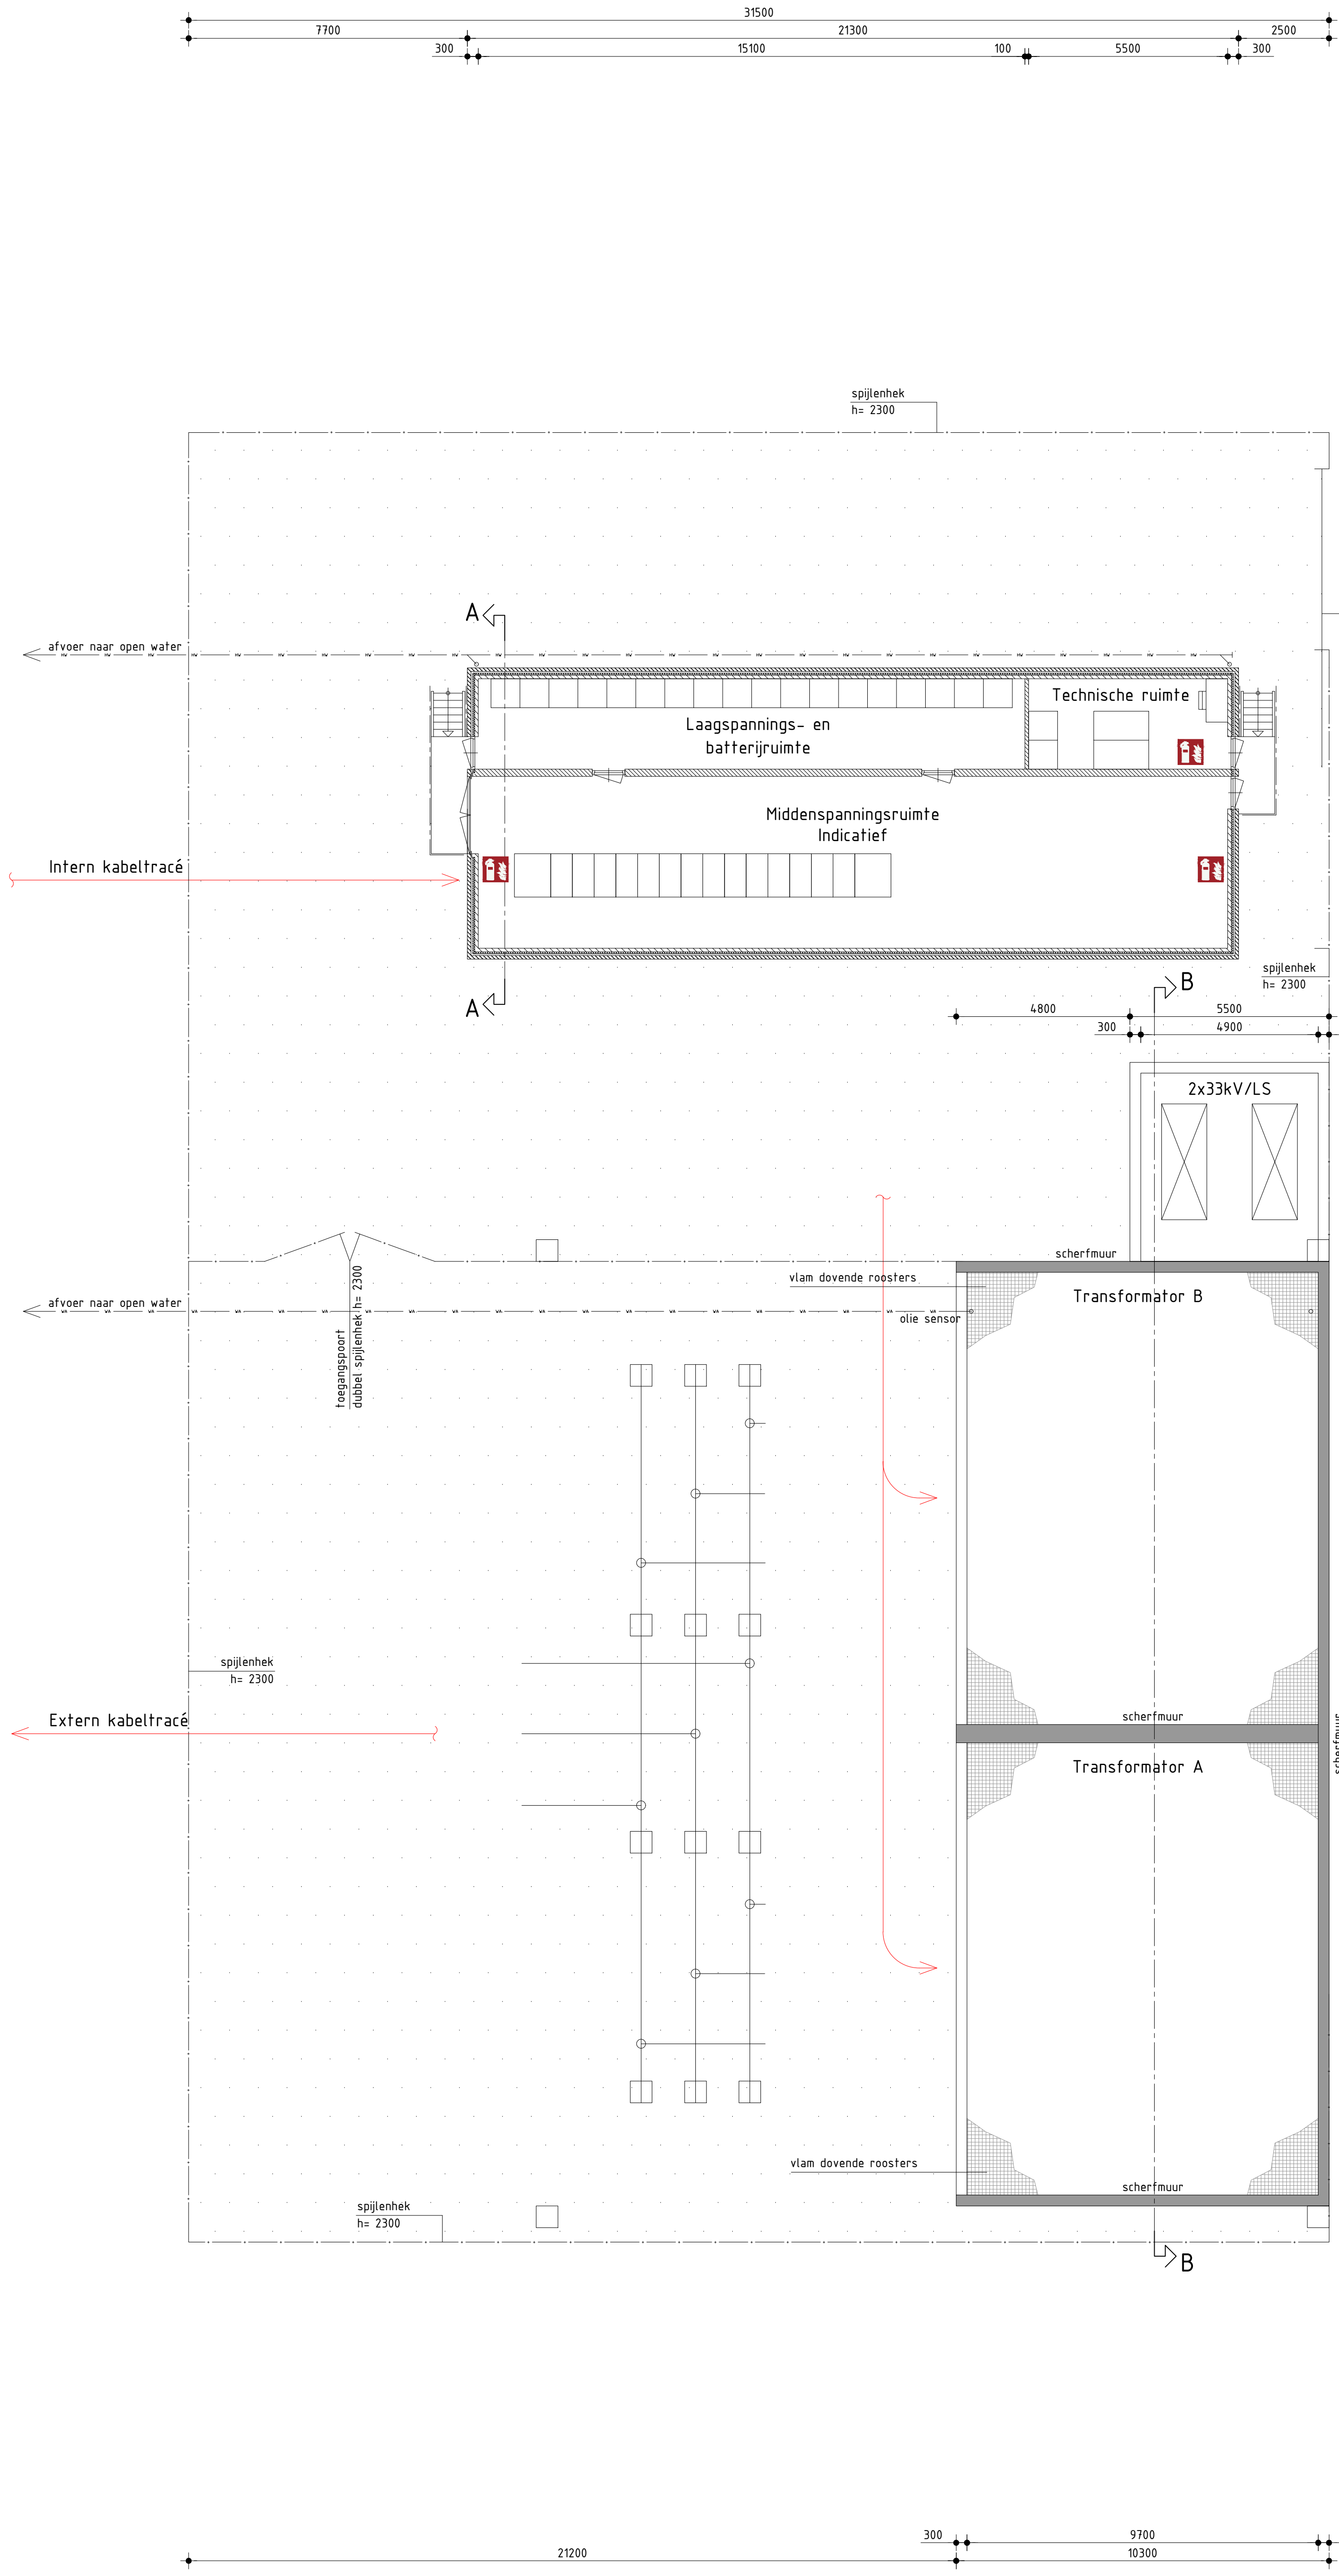 31500
7700
21300
2500
300
15100
100
5500
300
spijlenhek
h= 2300
A
afvoer naar open water
Technische ruimte
Laagspannings- en
batterijruimte
Middenspanningsruimte
Indicatief
Intern kabeltracé
spijlenhek
h= 2300
A
B
4800
5500
300
4900
2x33kV/LS
scherfmuur
vlam dovende roosters
Transformator B
afvoer naar open water
olie sensor
toegangspoort
dubbel spijlenhek h= 2300
spijlenhek
h= 2300
Extern kabeltracé
scherfmuur
scherfmuur
Transformator A
vlam dovende roosters
scherfmuur
spijlenhek
h= 2300
B
300
9700
21200
10300